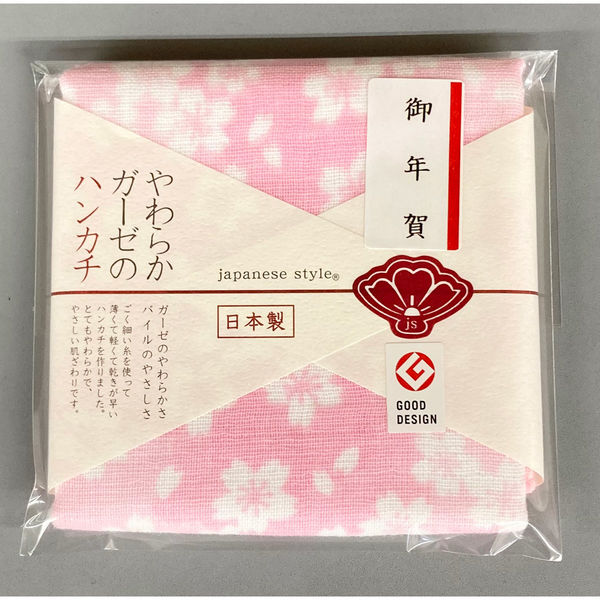 御年賀
やわらか
ガーゼの
ハンカチ
japanese style®
日本製
js
ガーゼのやわらかさ
パイルのやさしさ
ごく細い糸を使って
薄くて軽くて乾きが早い
ハンカチを作りました。
とてもやわらかで、
やさしい肌ざわりです。
GOOD
DESIGN